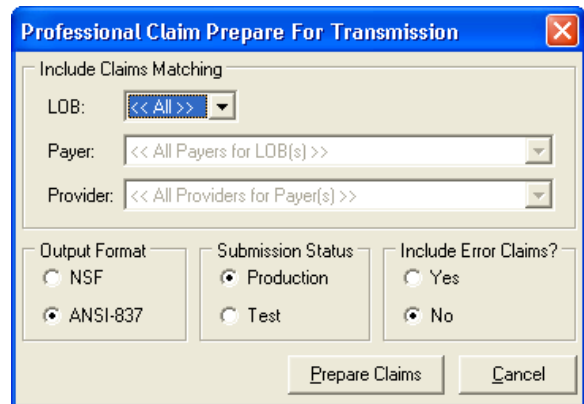 Professional Claim Prepare For Transmission
Include Claims Matching
LOB: << All >>
Payer: << All Payers for LOB(s) >>
Provider: << All Providers for Payer(s) >>
Output Format Submission Status Include Error Claims?
NSF Production Yes
ANSI-837 Test No
Prepare Claims Cancel